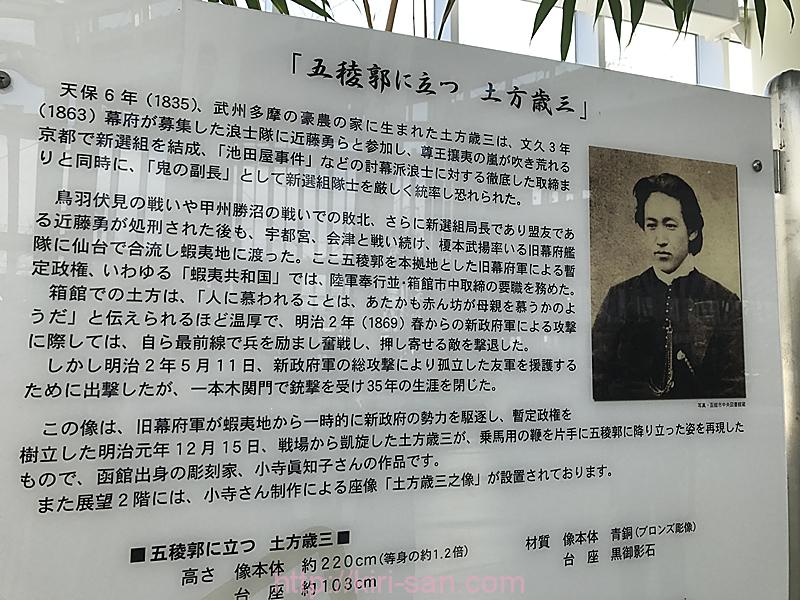 「五稜郭に立つ 土方歳三」
天保6年(1835)、武州多摩の豪農の家に生まれた土方歳三は、文久3年
(1863)幕府が募集した浪士隊に近藤勇らと参加し、尊王攘夷の嵐が吹き荒れる
京都で新選組を結成、「池田屋事件」などの討幕派浪士に対する徹底した取締ま
りと同時に、「鬼の副長」として新選組隊士を厳しく統率し恐れられた。
鳥羽伏見の戦いや甲州勝沼の戦いでの敗北、さらに新選組局長であり盟友であ
る近藤勇が処刑された後も、宇都宮、会津と戦い続け、榎本武揚率いる旧幕府艦
隊に仙台で合流し蝦夷地に渡った。ここ五稜郭を本拠地とした旧幕府軍による暫
定政権、いわゆる「蝦夷共和国」では、陸軍奉行並・箱館市中取締の要職を務めた。
箱館での土方は、「人に慕われることは、あたかも赤ん坊が母親を慕うかのよ
うだ」と伝えられるほど温厚で、明治2年(1869)春からの新政府軍による攻撃
に際しては、自ら最前線で兵を励まし奮戦し、押し寄せる敵を撃退した。
しかし明治2年5月11日、新政府軍の総攻撃により孤立した友軍を援護する
ために出撃したが、一本木関門で銃撃を受け35年の生涯を閉じた。
写真・函館市中央図書館蔵
この像は、旧幕府軍が蝦夷地から一時的に新政府の勢力を駆逐し、暫定政権を
樹立した明治元年12月15日、戦場から凱旋した土方歳三が、乗馬用の鞭を片手に五稜郭に降り立った姿を再現した
もので、函館出身の彫刻家、小寺眞知子さんの作品です。
また展望2階には、小寺さん制作による座像「土方歳三之像」が設置されております。
■五稜郭に立つ 土方歳三■
高さ 像本体 約220cm(等身の約1.2倍)
台座 約103cm
材質 像本体 青銅(ブロンズ彫像)
台座 黒御影石
http://kiri-san.com